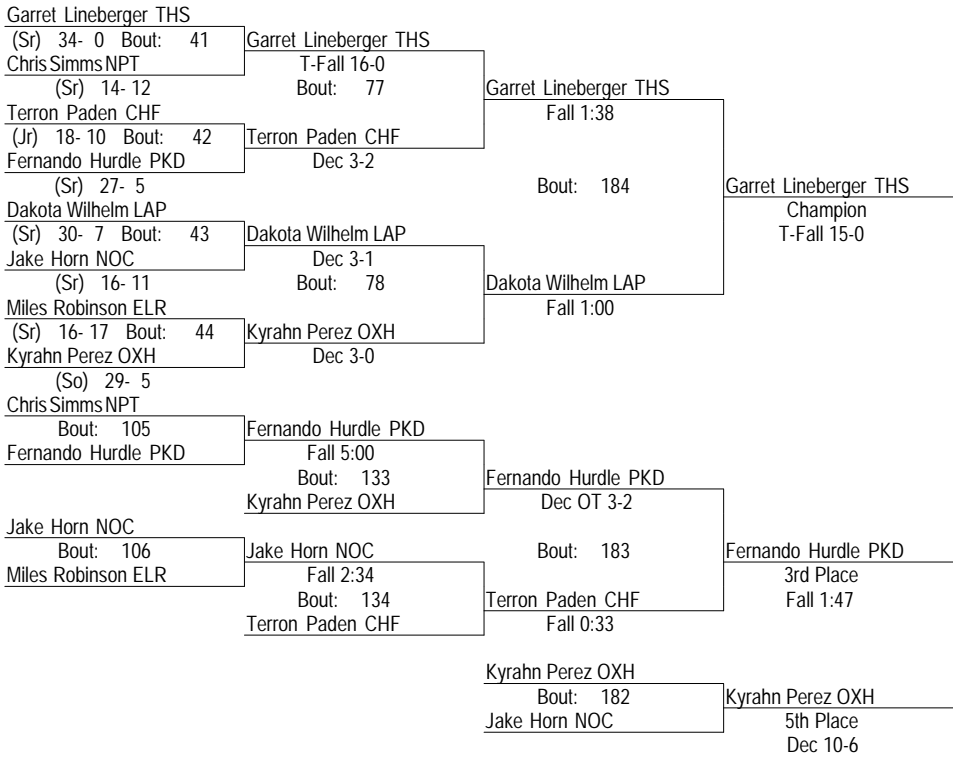 Garret Lineberger THS
(Sr) 34- 0 Bout: 41 Garret Lineberger THS
Chris Simms NPT T-Fall 16-0
(Sr) 14- 12 Bout: 77 Garret Lineberger THS
Terron Paden CHF Fall 1:38
(Jr) 18- 10 Bout: 42 Terron Paden CHF
Fernando Hurdle PKD Dec 3-2
(Sr) 27- 5 Bout: 184 Garret Lineberger THS
Dakota Wilhelm LAP Champion
(Sr) 30- 7 Bout: 43 Dakota Wilhelm LAP T-Fall 15-0
Jake Horn NOC Dec 3-1
(Sr) 16- 11 Bout: 78 Dakota Wilhelm LAP
Miles Robinson ELR Fall 1:00
(Sr) 16- 17 Bout: 44 Kyrahn Perez OXH
Kyrahn Perez OXH Dec 3-0
(So) 29- 5
Chris Simms NPT
Bout: 105 Fernando Hurdle PKD
Fernando Hurdle PKD Fall 5:00
Bout: 133 Fernando Hurdle PKD
Kyrahn Perez OXH Dec OT 3-2
Jake Horn NOC
Bout: 106 Jake Horn NOC Bout: 183 Fernando Hurdle PKD
Miles Robinson ELR Fall 2:34 3rd Place
Bout: 134 Terron Paden CHF Fall 1:47
Terron Paden CHF Fall 0:33
Kyrahn Perez OXH
Bout: 182 Kyrahn Perez OXH
Jake Horn NOC 5th Place
Dec 10-6